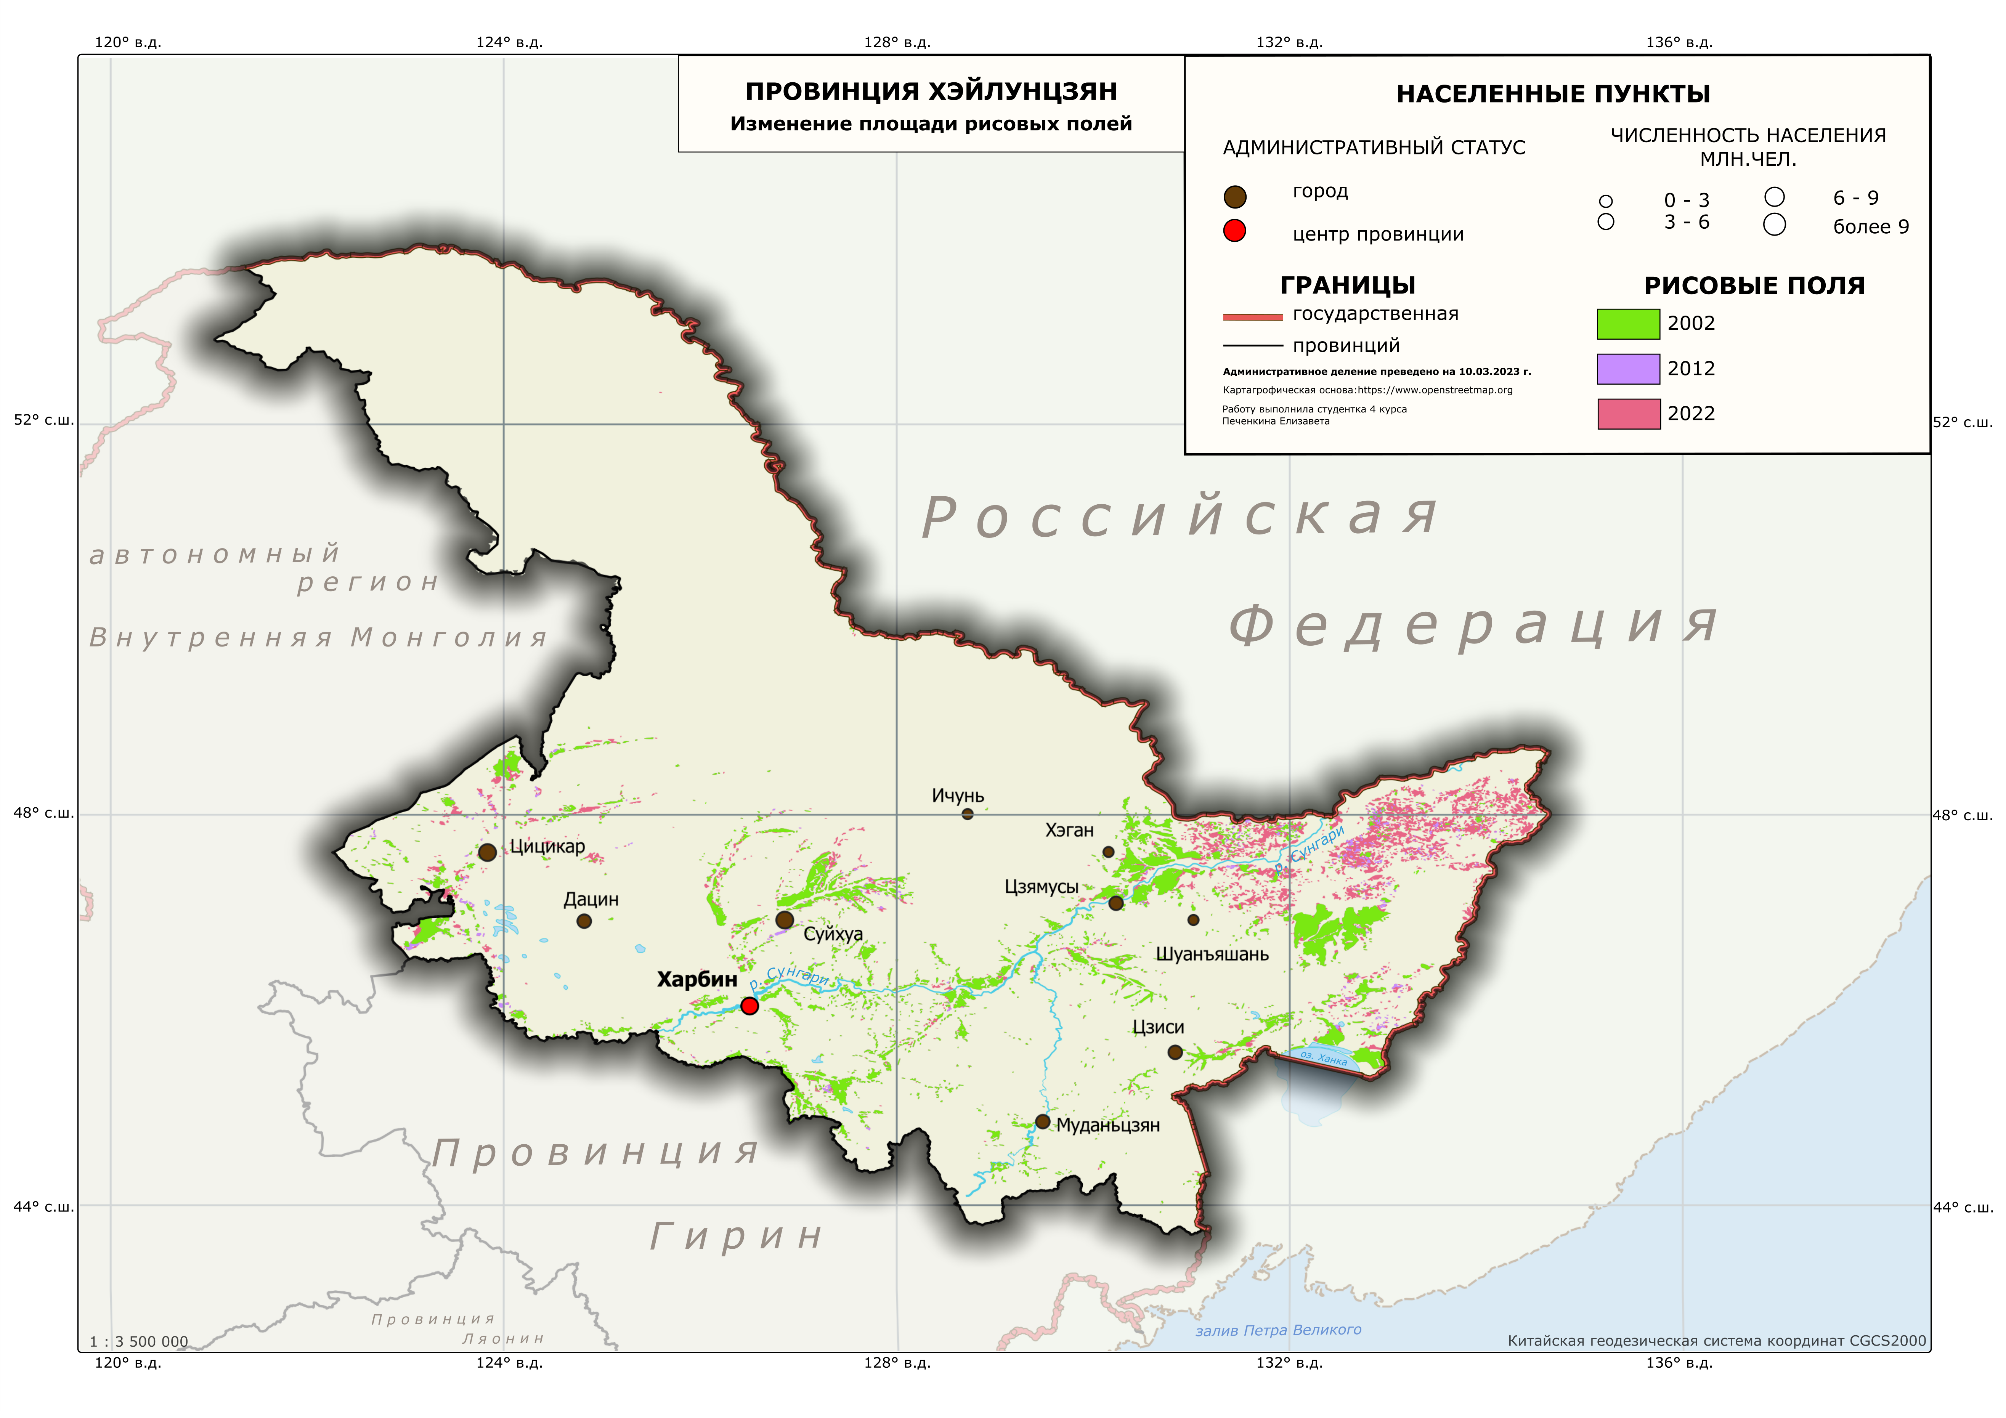 120° в.д.
124° в.д.
128° в.д.
132° в.д.
136° в.д.
ПРОВИНЦИЯ ХЭЙЛУНЦЗЯН
Изменение площади рисовых полей
НАСЕЛЕННЫЕ ПУНКТЫ
АДМИНИСТРАТИВНЫЙ СТАТУС
город
центр провинции
ЧИСЛЕННОСТЬ НАСЕЛЕНИЯ
МЛН.ЧЕЛ.
0 - 3
3 - 6
6 - 9
более 9
ГРАНИЦЫ
государственная
провинций
Административное деление преведено на 10.03.2023 г.
Картаграфическая основа:https://www.openstreetmap.org
Работу выполнила студентка 4 курса
Печенкина Елизавета
РИСОВЫЕ ПОЛЯ
2002
2012
2022
52° с.ш.
52° с.ш.
Российская
Федерация
автономный
регион
Внутренняя Монголия
48° с.ш.
48° с.ш.
Ичунь
Хэган
Цицикар
р. Сунгари
Цзямусы
Дацин
Суйхуа
Шуанъяшань
Харбин
р. Сунгари
Цзиси
оз. Ханка
Муданьцзян
Провинция
Гирин
44° с.ш.
44° с.ш.
Провинция
Ляонин
залив Петра Великого
1 : 3 500 000
Китайская геодезическая система координат CGCS2000
120° в.д.
124° в.д.
128° в.д.
132° в.д.
136° в.д.